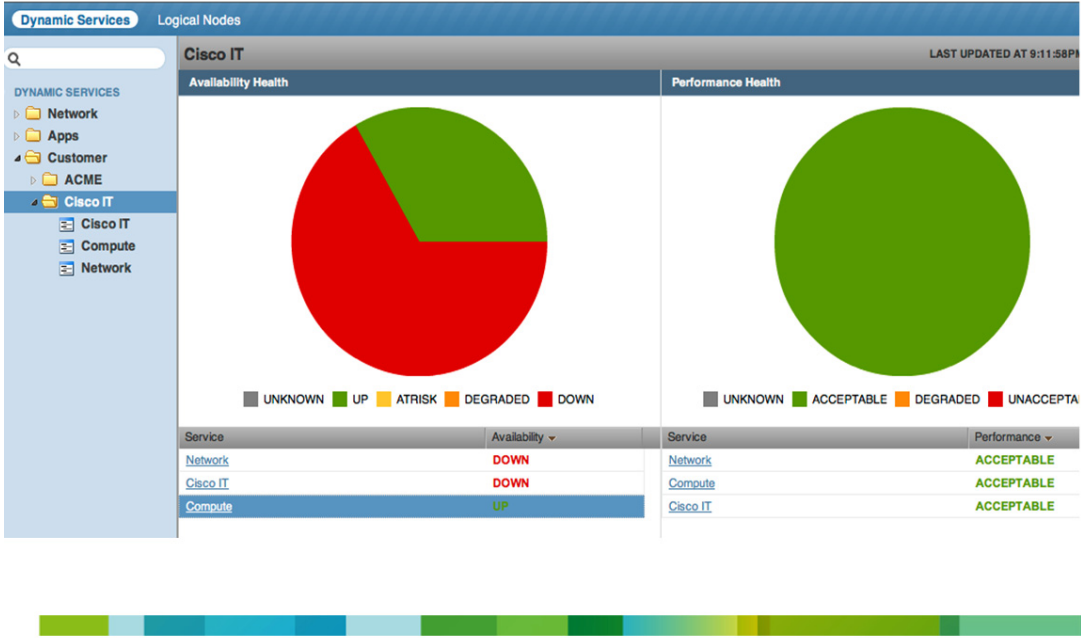 Dynamic Services Logical Nodes
DYNAMIC SERVICES
Network
Apps
Customer
ACME
Cisco IT
Cisco IT
Compute
Network
Cisco IT LAST UPDATED AT 9:11:58PM
Availability Health
UNKNOWN UP ATRISK DEGRADED DOWN
Service Availability
Network DOWN
Cisco IT DOWN
Compute UP
Performance Health
UNKNOWN ACCEPTABLE DEGRADED UNACCEPTA
Service Performance
Network ACCEPTABLE
Compute ACCEPTABLE
Cisco IT ACCEPTABLE